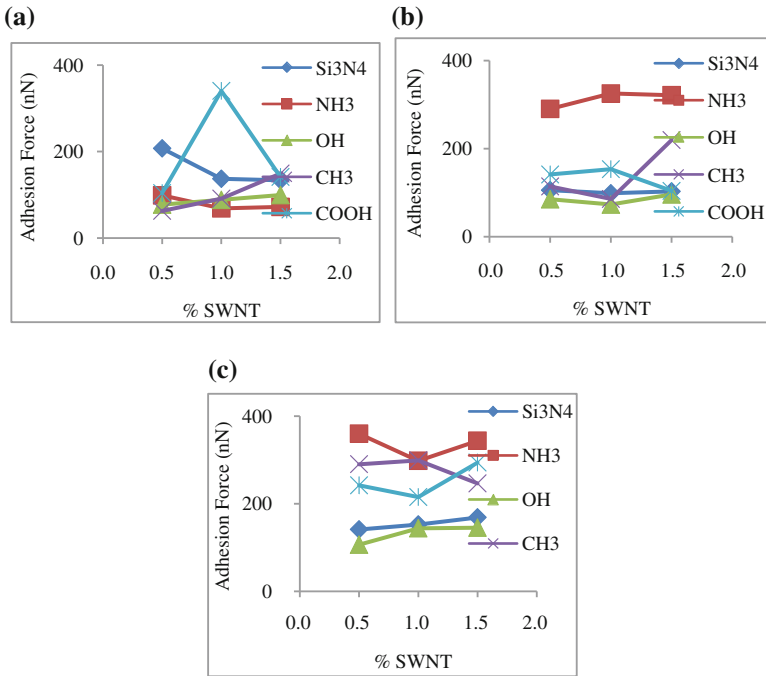 (a)
400
200
0
0.0 0.5 1.0 1.5 2.0
Adhesion Force (nN)
% SWNT
Si3N4
NH3
OH
CH3
COOH
(b)
400
200
0
0.0 0.5 1.0 1.5 2.0
Adhesion Force (nN)
% SWNT
Si3N4
NH3
OH
CH3
COOH
(c)
400
200
0
0.0 0.5 1.0 1.5 2.0
Adhesion Force (nN)
% SWNT
Si3N4
NH3
OH
CH3